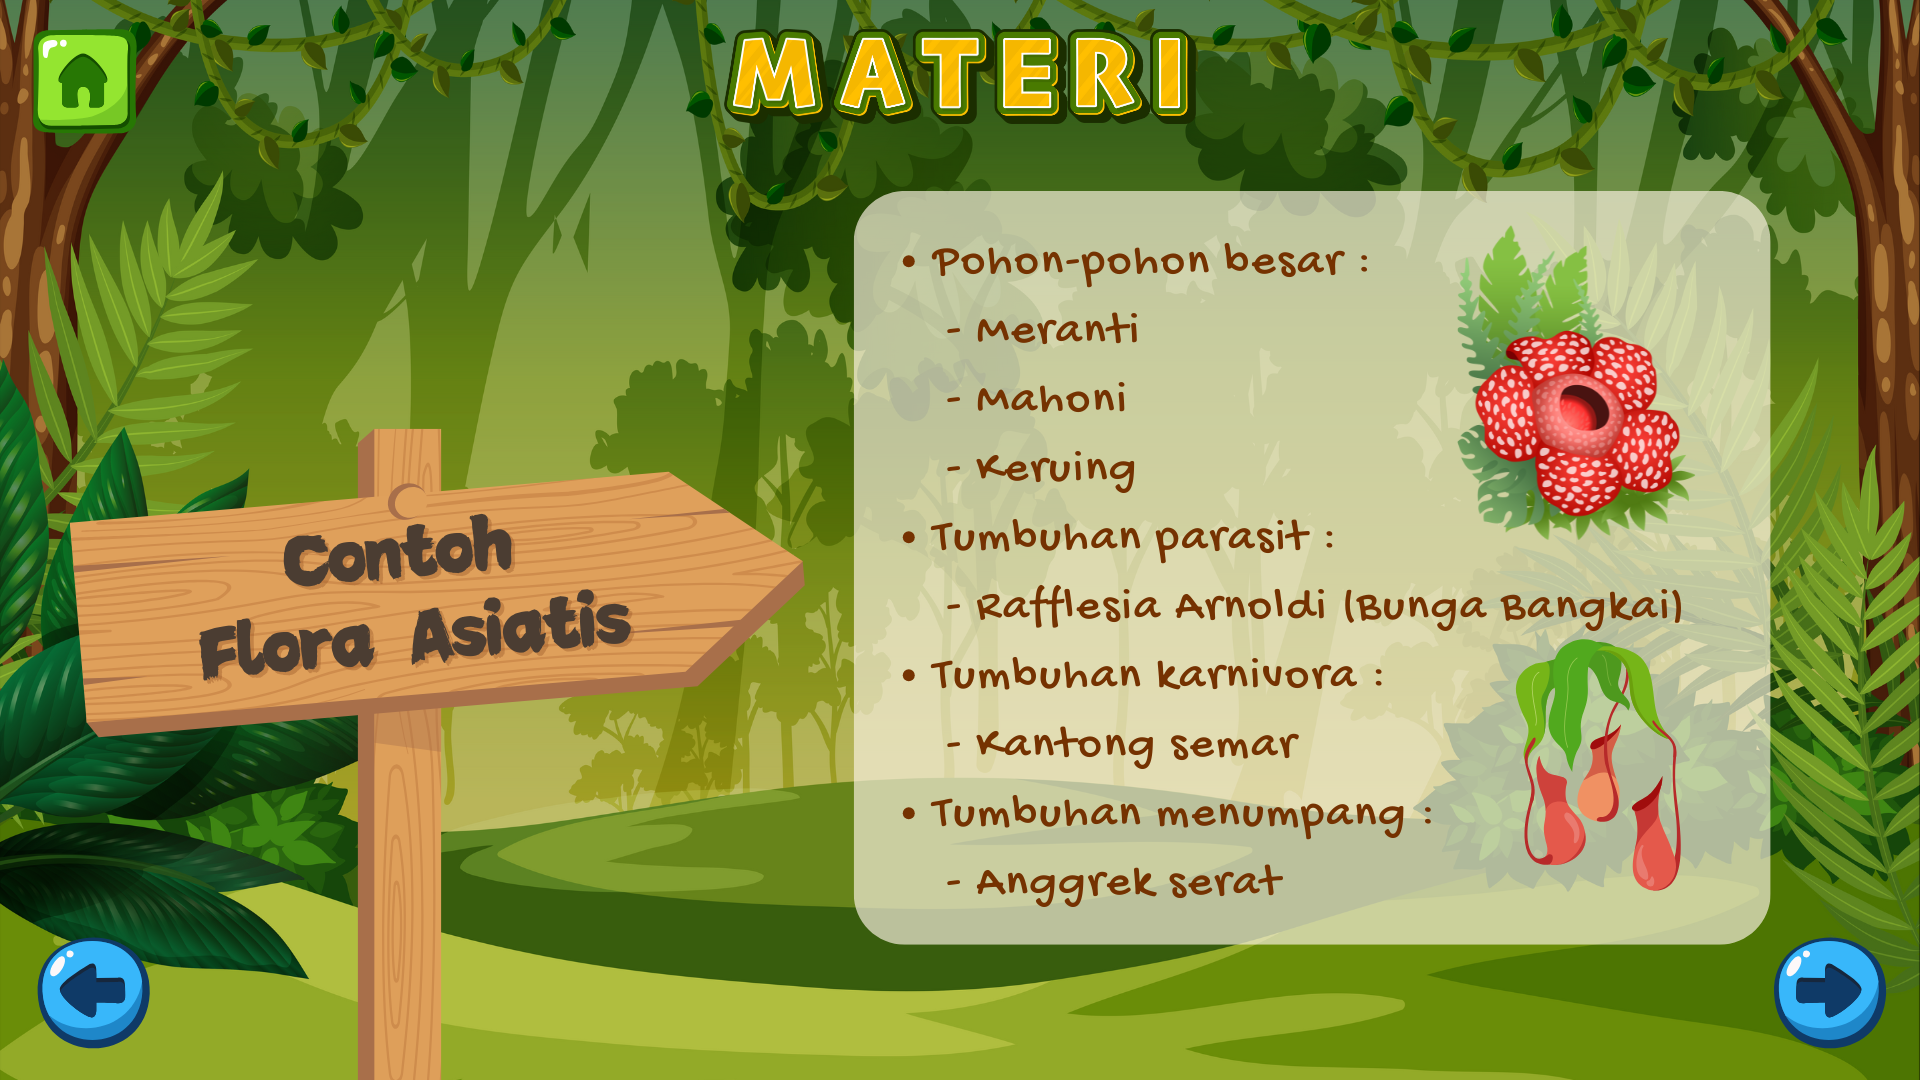 MATERI
Contoh
Flora Asiatis
• Pohon-pohon besar :
- Meranti
- Mahoni
- Keruing
• Tumbuhan parasit :
- Rafflesia Arnoldi (Bunga Bangkai)
• Tumbuhan karnivora :
- Kantong semar
• Tumbuhan menumpang :
- Anggrek serat